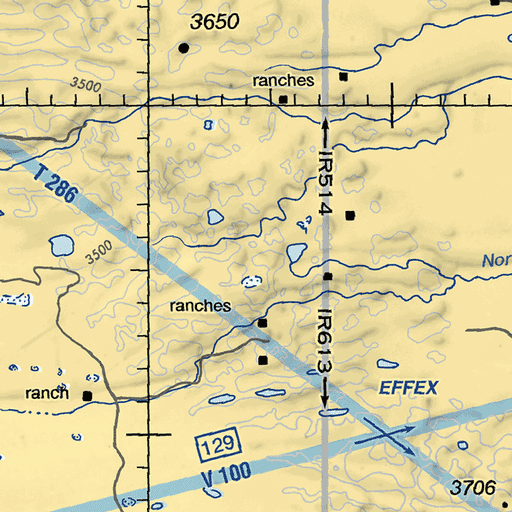 3650
ranches
3500
IR514
T 286
3500
Nor
ranches
IR613
EFFEX
ranch
129
V 100
3706